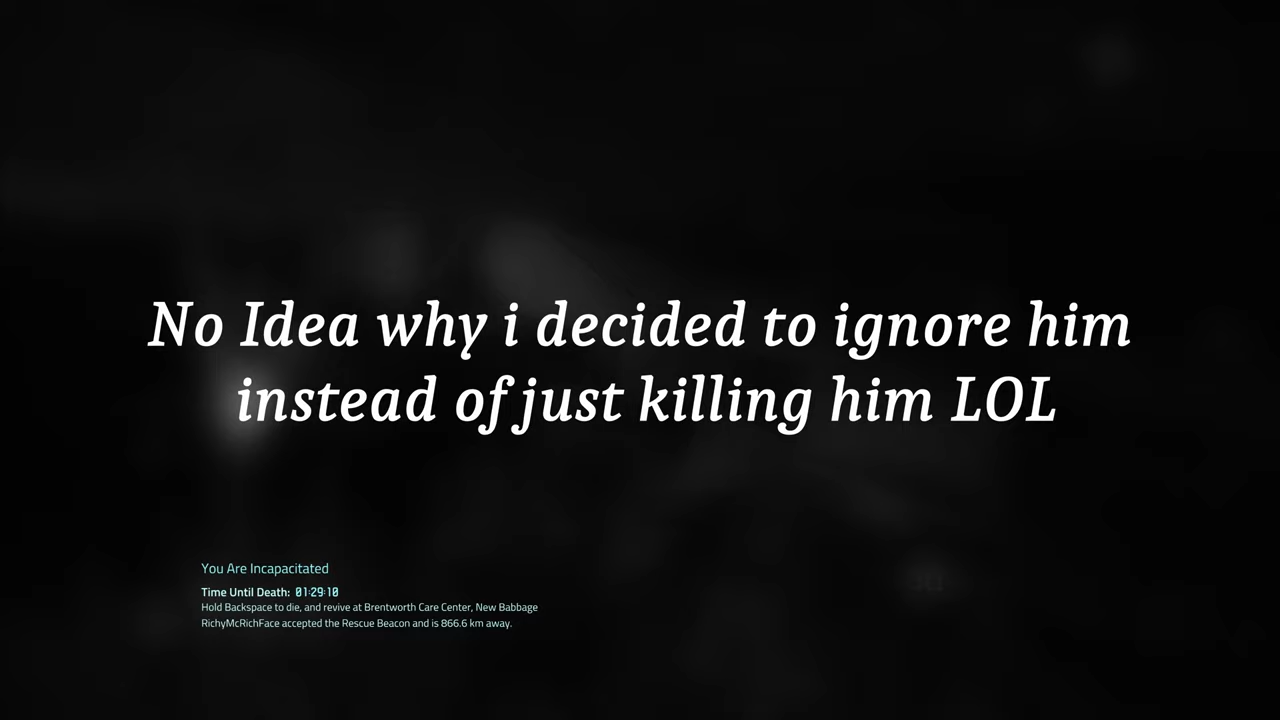 No Idea why i decided to ignore him
instead of just killing him LOL
You Are Incapacitated
Time Until Death: 01:29:10
Hold Backspace to die, and revive at Brentworth Care Center, New Babbage
RichyMcRichFace accepted the Rescue Beacon and is 866.6 km away.